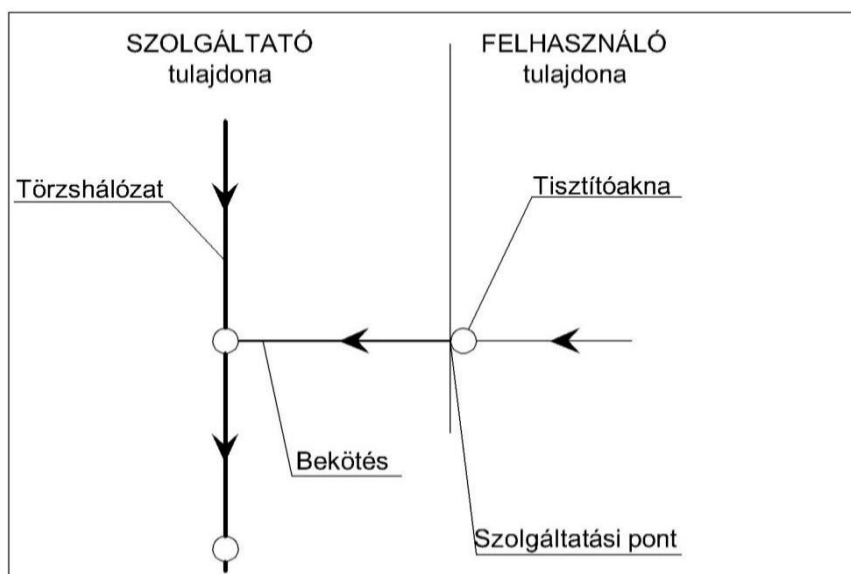 SZOLGÁLTATÓ
tulajdona
FELHASZNÁLÓ
tulajdona
Törzshálózat
Tisztítóakna
Bekötés
Szolgáltatási pont